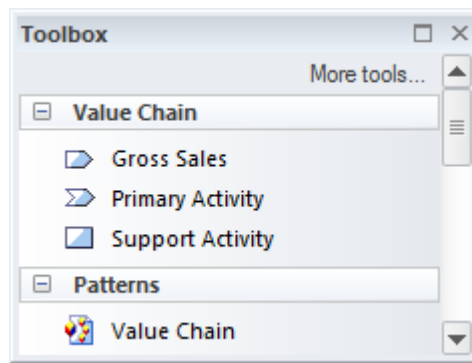 Toolbox
More tools...
Value Chain
Gross Sales
Primary Activity
Support Activity
Patterns
Value Chain